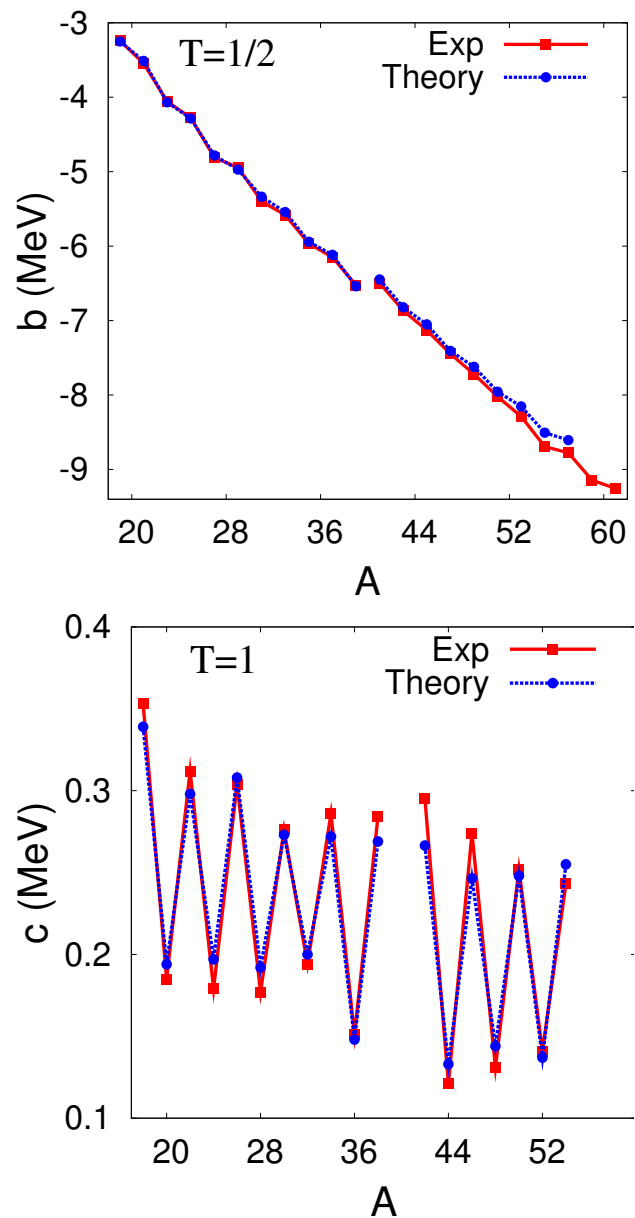 T=1/2
Exp
Theory
b (MeV)
-3
-4
-5
-6
-7
-8
-9
20 28 36 44 52 60
A
T=1
Exp
Theory
c (MeV)
0.4
0.3
0.2
0.1
20 28 36 44 52
A